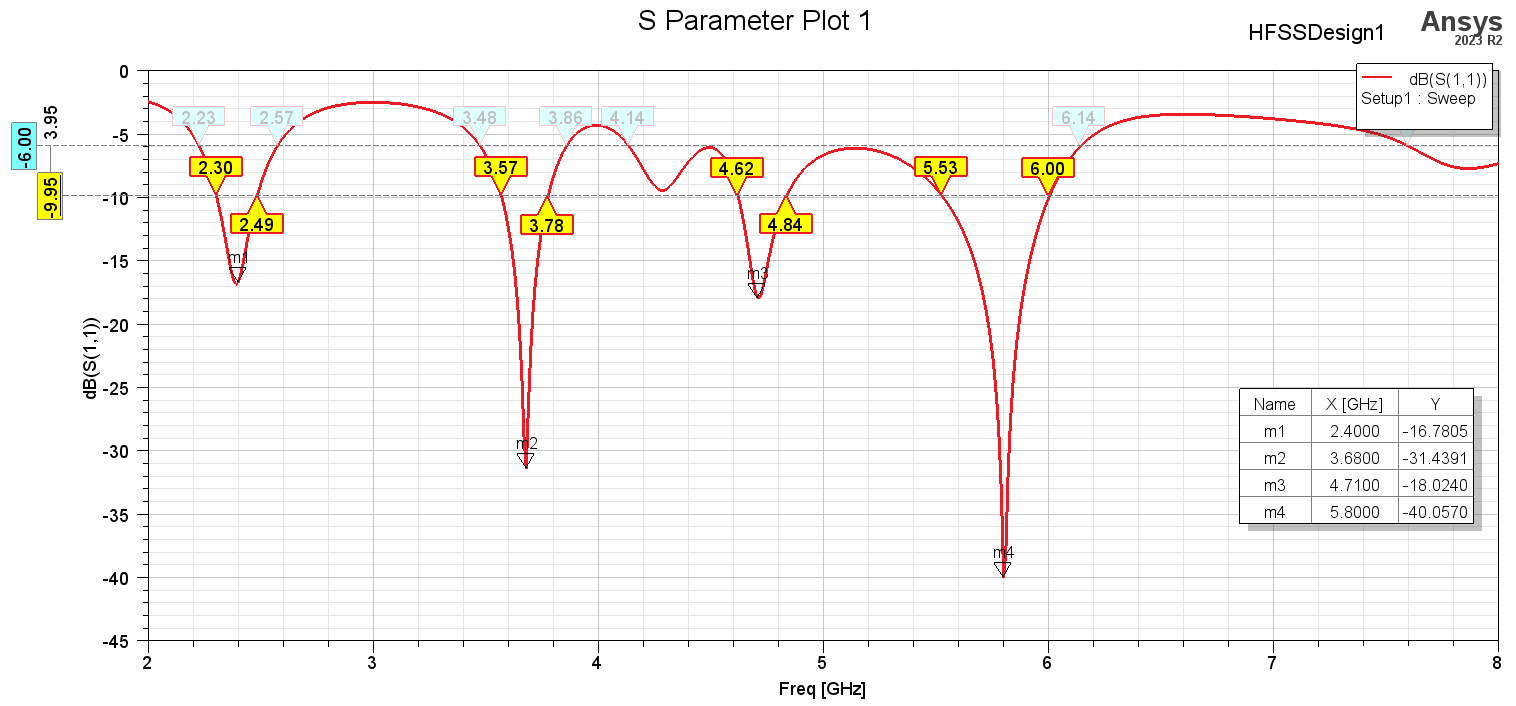 S Parameter Plot 1
HFSSDesign1
Ansys
2023 R2
dB(S(1,1))
Setup1 : Sweep
0
-5
-10
-15
-20
-25
-30
-35
-40
-45
dB(S(1,1))
-6.00
3.95
-9.95
2.23
2.57
3.48
3.86
4.14
6.14
2.30
3.57
4.62
5.53
6.00
2.49
3.78
4.84
m1
m3
m2
m4
Name X [GHz] Y
m1 2.4000 -16.7805
m2 3.6800 -31.4391
m3 4.7100 -18.0240
m4 5.8000 -40.0570
2 3 4 5 6 7 8
Freq [GHz]